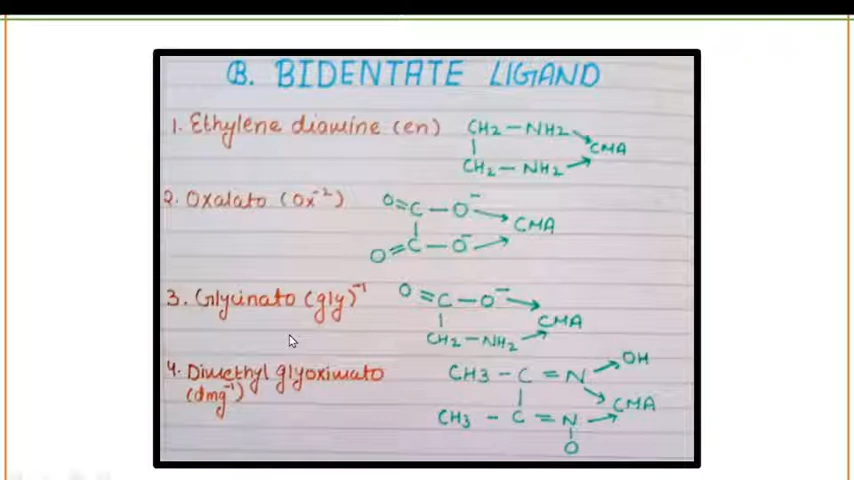 B. BIDENTATE LIGAND
1. Ethylene diamine (en)
CH2 – NH2
CMA
CH2 – NH2
2. Oxalato (Ox⁻²)
O=C – O⁻
CMA
O=C – O⁻
3. Glycinato (gly)⁻¹
O=C – O⁻
CMA
CH2 – NH2
4. Dimethyl glyoximato
(dmg⁻¹)
CH3 – C = N
OH
CMA
CH3 – C = N
O